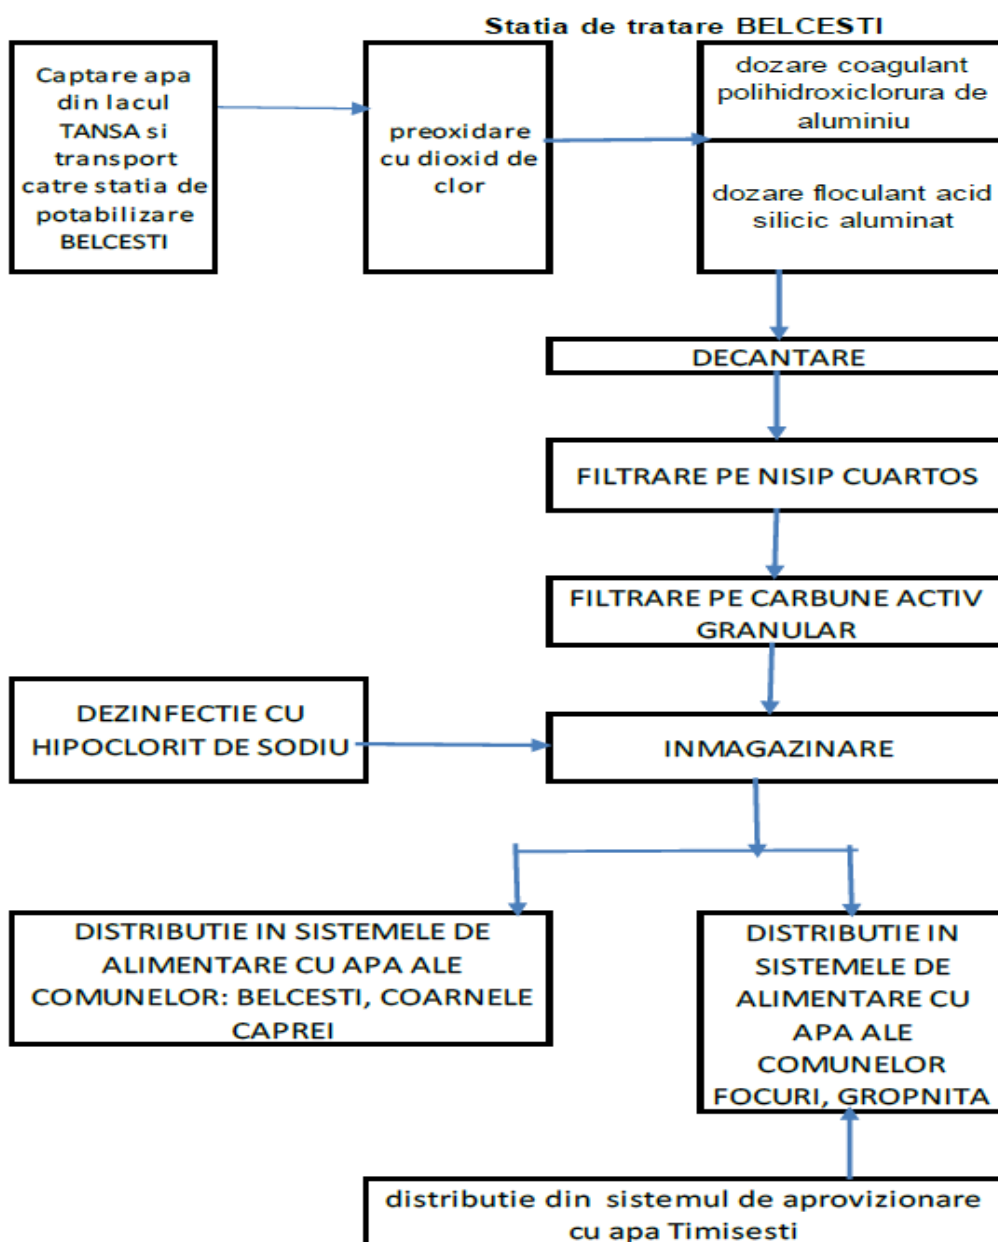 Statia de tratare BELCESTI
Captare apa
din lacul
TANSA si
transport
catre statia de
potabilizare
BELCESTI
preoxidare
cu dioxid de
clor
dozare coagulant
polihidroxiclorura de
aluminiu
dozare floculant acid
silicic aluminat
DECANTARE
FILTRARE PE NISIP CUARTOS
FILTRARE PE CARBUNE ACTIV
GRANULAR
DEZINFECTIE CU
HIPOCLORIT DE SODIU
INMAGAZINARE
DISTRIBUTIE IN SISTEMELE DE
ALIMENTARE CU APA ALE
COMUNELOR: BELCESTI, COARNELE
CAPREI
DISTRIBUTIE IN
SISTEMELE DE
ALIMENTARE CU
APA ALE
COMUNELOR
FOCURI, GROPNITA
distributie din sistemul de aprovizionare
cu apa Timisesti